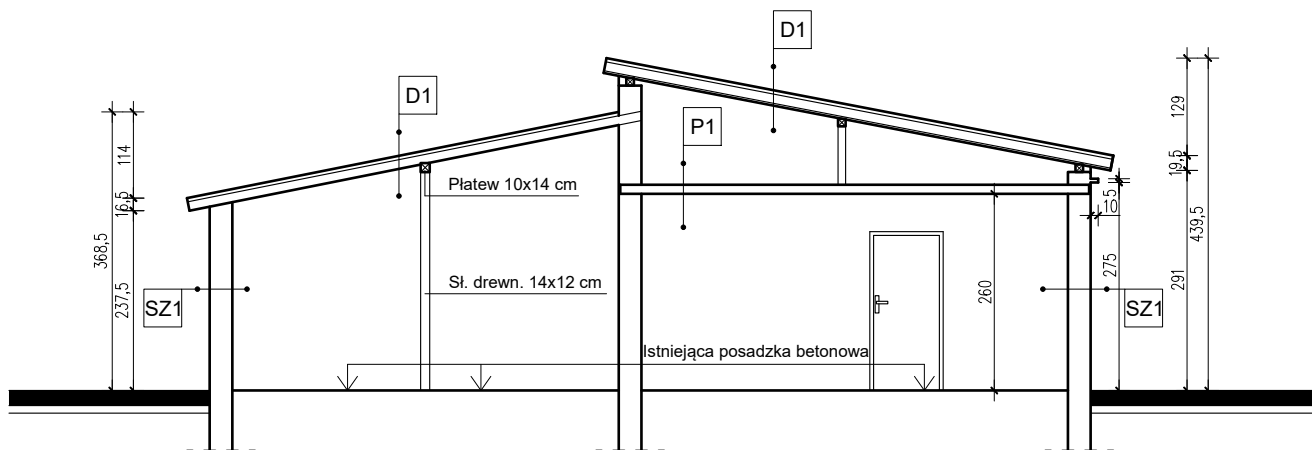 D1
D1
P1
Płatew 10x14 cm
Sł. drewn. 14x12 cm
SZ1
SZ1
Istniejąca posadzka betonowa
114
16,5
368,5
237,5
260
129
19,5
5
10
275
291
439,5